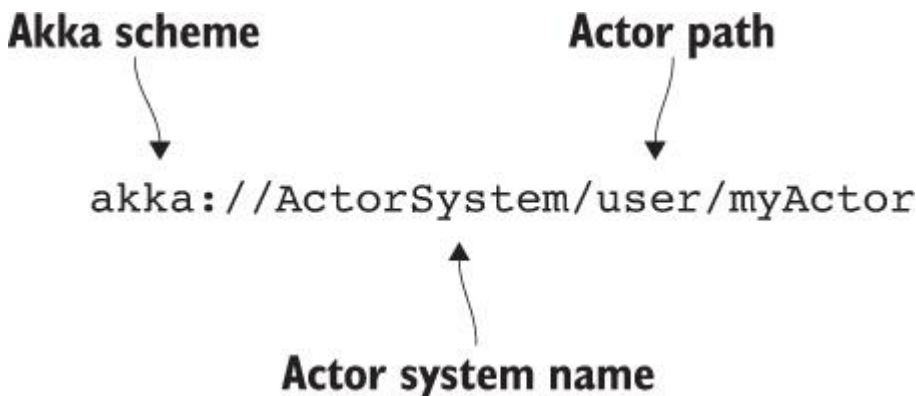 Akka scheme
Actor path
akka://ActorSystem/user/myActor
Actor system name